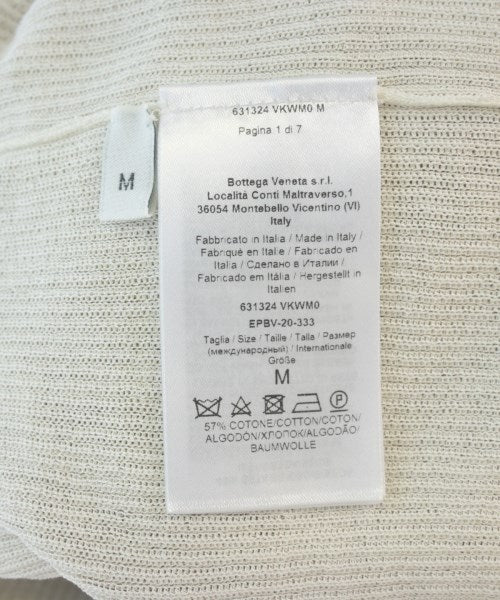 631324 VKWM0 M
Pagina 1 di 7
M
Bottega Veneta s.r.l.
Località Conti Maltraverso,1
36054 Montebello Vicentino (VI)
Italy
Fabbricato in Italia / Made in Italy /
Fabriqué en Italie / Fabricado en
Italia / Сделано в Италии /
Fabricado em Itàlia / Hergestellt in
Italien
631324 VKWM0
EPBV-20-333
Taglia / Size / Taille / Talla / Размер
(международный) / Internationale
Größe
M
P
57% COTONE/COTTON/COTON/
ALGODÓN/ХЛОПОК/ALGODÃO/
BAUMWOLLE